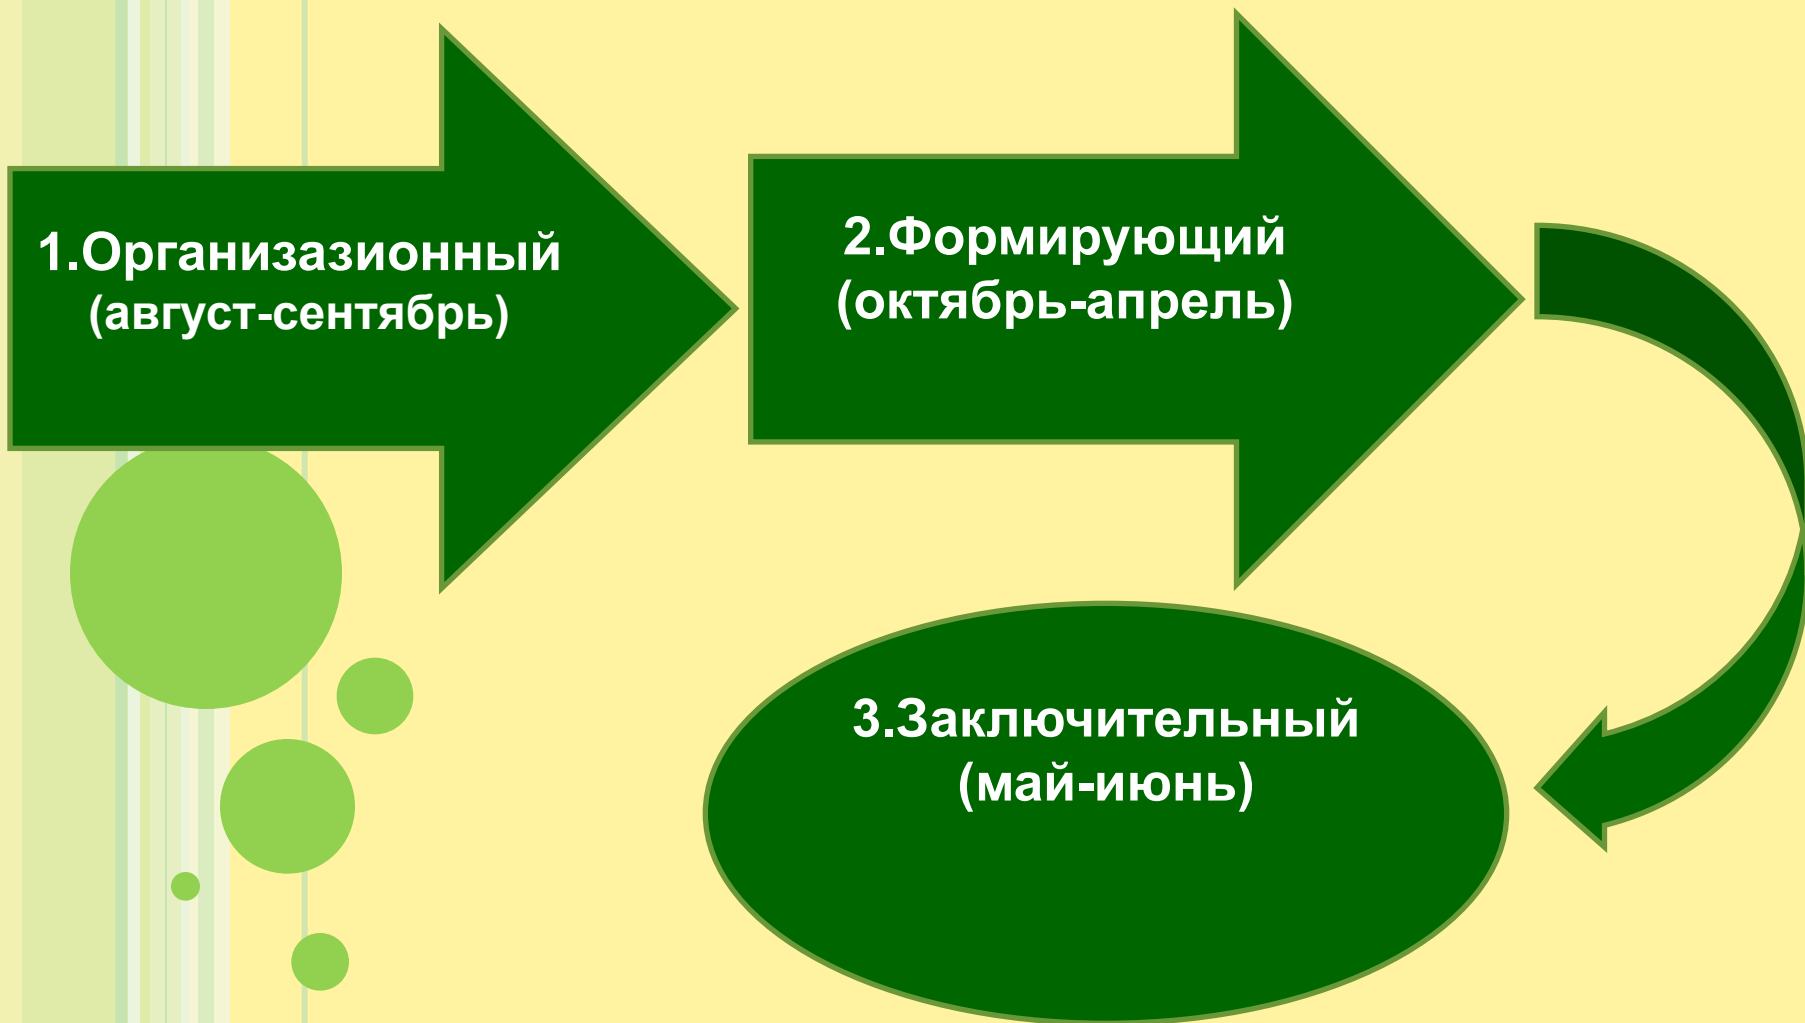 1.Организазионный
(август-сентябрь)
2.Формирующий
(октябрь-апрель)
3.Заключительный
(май-июнь)